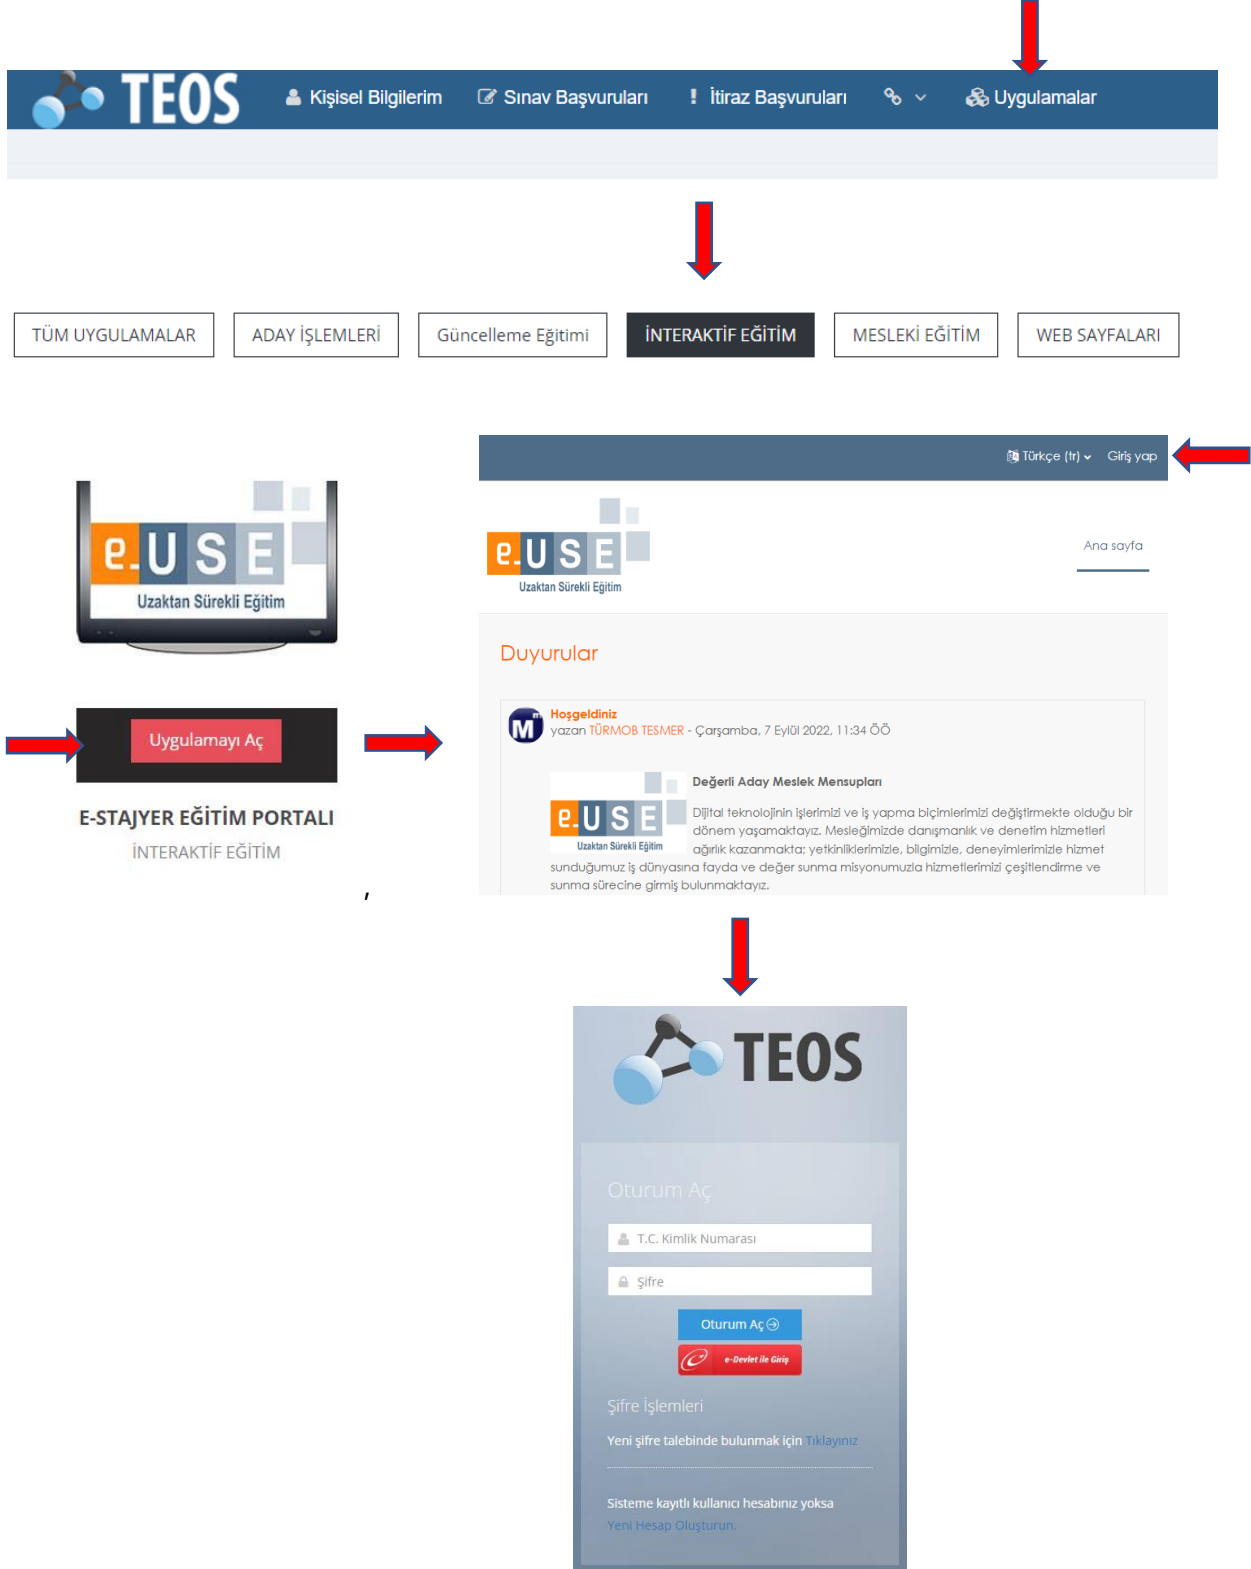 TEOS
Kişisel Bilgilerim
Sınav Başvuruları
İtiraz Başvuruları
Uygulamalar
TÜM UYGULAMALAR
ADAY İŞLEMLERİ
Güncelleme Eğitimi
İNTERAKTİF EĞİTİM
MESLEKİ EĞİTİM
WEB SAYFALARI
e-USE
Uzaktan Sürekli Eğitim
Uygulamayı Aç
E-STAJYER EĞİTİM PORTALI
İNTERAKTİF EĞİTİM
,
Türkçe (tr)
Giriş yap
e-USE
Uzaktan Sürekli Eğitim
Ana sayfa
Duyurular
Hoşgeldiniz
yazan TÜRMOB TESMER - Çarşamba, 7 Eylül 2022, 11:34 ÖÖ
e-USE
Uzaktan Sürekli Eğitim
Değerli Aday Meslek Mensupları
Dijital teknolojinin işlerimizi ve iş yapma biçimlerimizi değiştirmekte olduğu bir
dönem yaşamaktayız. Mesleğimizde danışmanlık ve denetim hizmetleri
ağırlık kazanmakta; yetkinliklerimizle, bilgimizle, deneyimlerimizle hizmet
sunduğumuz iş dünyasına fayda ve değer sunma misyonumuzla hizmetlerimizi çeşitlendirme ve
sunma sürecine girmiş bulunmaktayız.
TEOS
Oturum Aç
T.C. Kimlik Numarası
Şifre
Oturum Aç
e-Devlet ile Giriş
Şifre İşlemleri
Yeni şifre talebinde bulunmak için Tıklayınız
Sisteme kayıtlı kullanıcı hesabınız yoksa
Yeni Hesap Oluşturun.